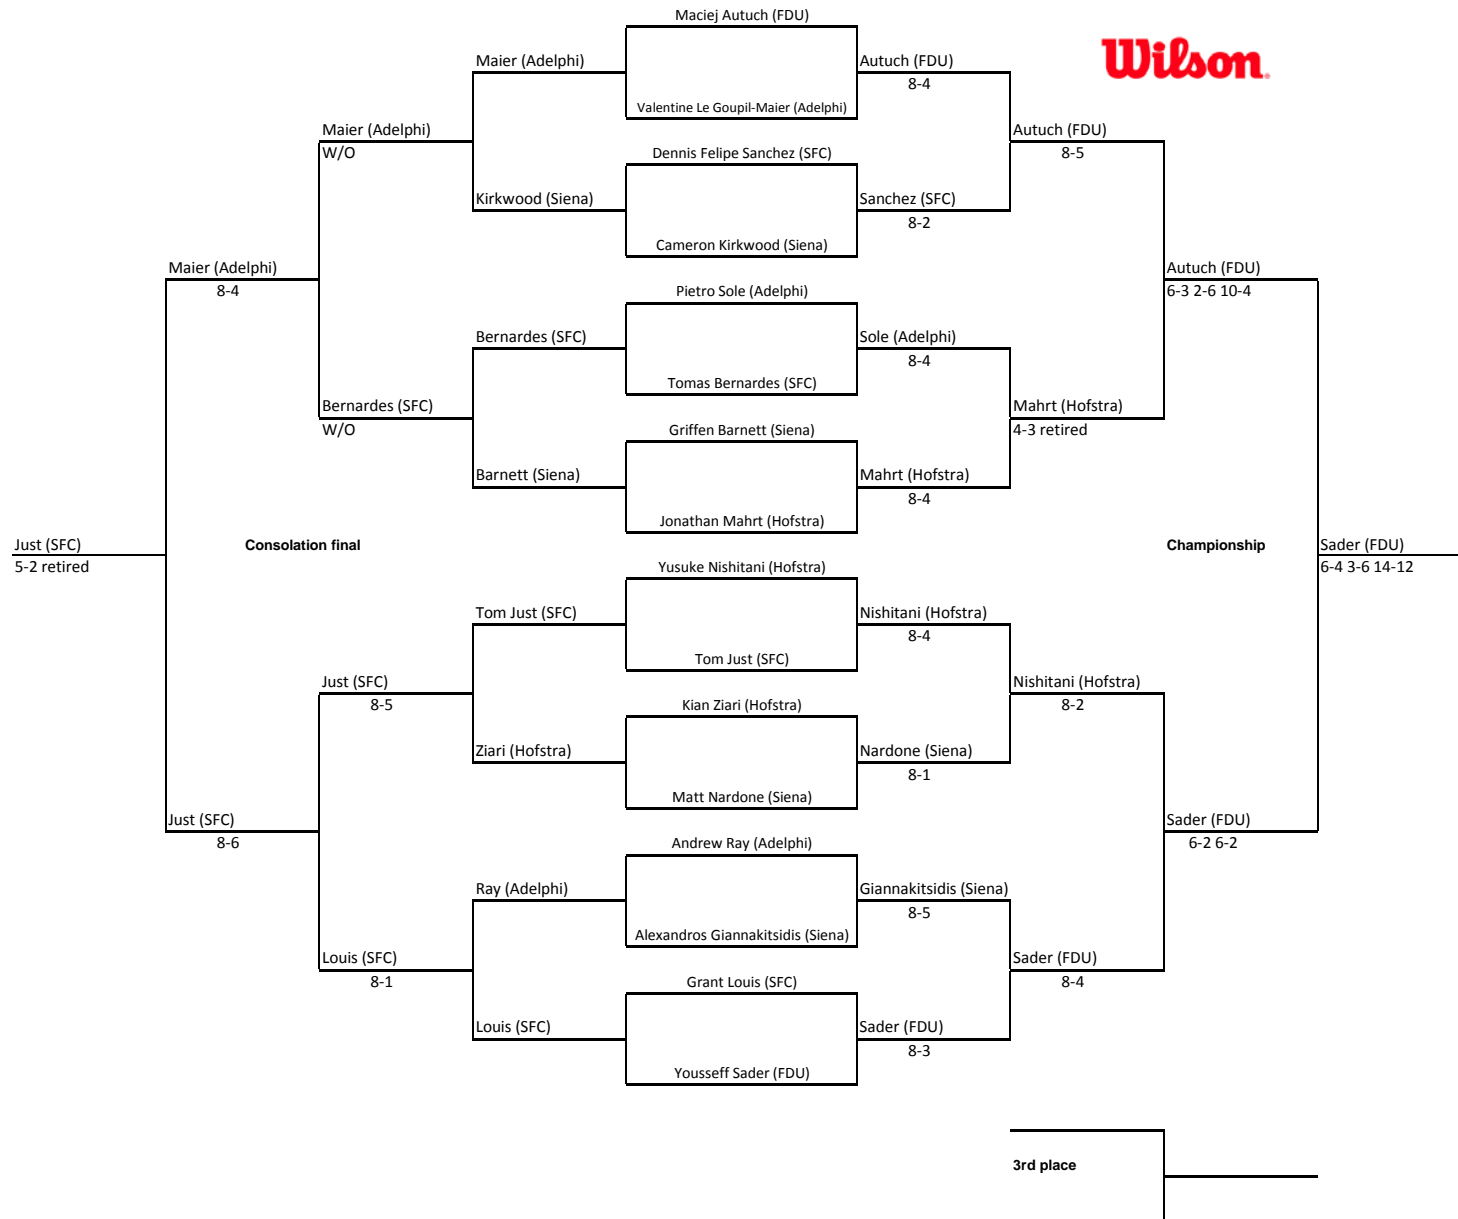 Maciej Autuch (FDU)
Wilson
Maier (Adelphi)
Autuch (FDU)
8-4
Valentine Le Goupil-Maier (Adelphi)
Maier (Adelphi)
Autuch (FDU)
W/O
Dennis Felipe Sanchez (SFC)
8-5
Kirkwood (Siena)
Sanchez (SFC)
8-2
Cameron Kirkwood (Siena)
Maier (Adelphi)
Autuch (FDU)
8-4
Pietro Sole (Adelphi)
6-3 2-6 10-4
Bernardes (SFC)
Sole (Adelphi)
8-4
Tomas Bernardes (SFC)
Bernardes (SFC)
Mahrt (Hofstra)
W/O
Griffen Barnett (Siena)
4-3 retired
Barnett (Siena)
Mahrt (Hofstra)
8-4
Jonathan Mahrt (Hofstra)
Just (SFC)
Consolation final
Championship
Sader (FDU)
5-2 retired
Yusuke Nishitani (Hofstra)
6-4 3-6 14-12
Tom Just (SFC)
Nishitani (Hofstra)
8-4
Tom Just (SFC)
Just (SFC)
Nishitani (Hofstra)
8-5
Kian Ziari (Hofstra)
8-2
Ziari (Hofstra)
Nardone (Siena)
8-1
Matt Nardone (Siena)
Just (SFC)
Sader (FDU)
8-6
Andrew Ray (Adelphi)
6-2 6-2
Ray (Adelphi)
Giannakitsidis (Siena)
8-5
Alexandros Giannakitsidis (Siena)
Louis (SFC)
Sader (FDU)
8-1
Grant Louis (SFC)
8-4
Louis (SFC)
Sader (FDU)
8-3
Yousseff Sader (FDU)
3rd place